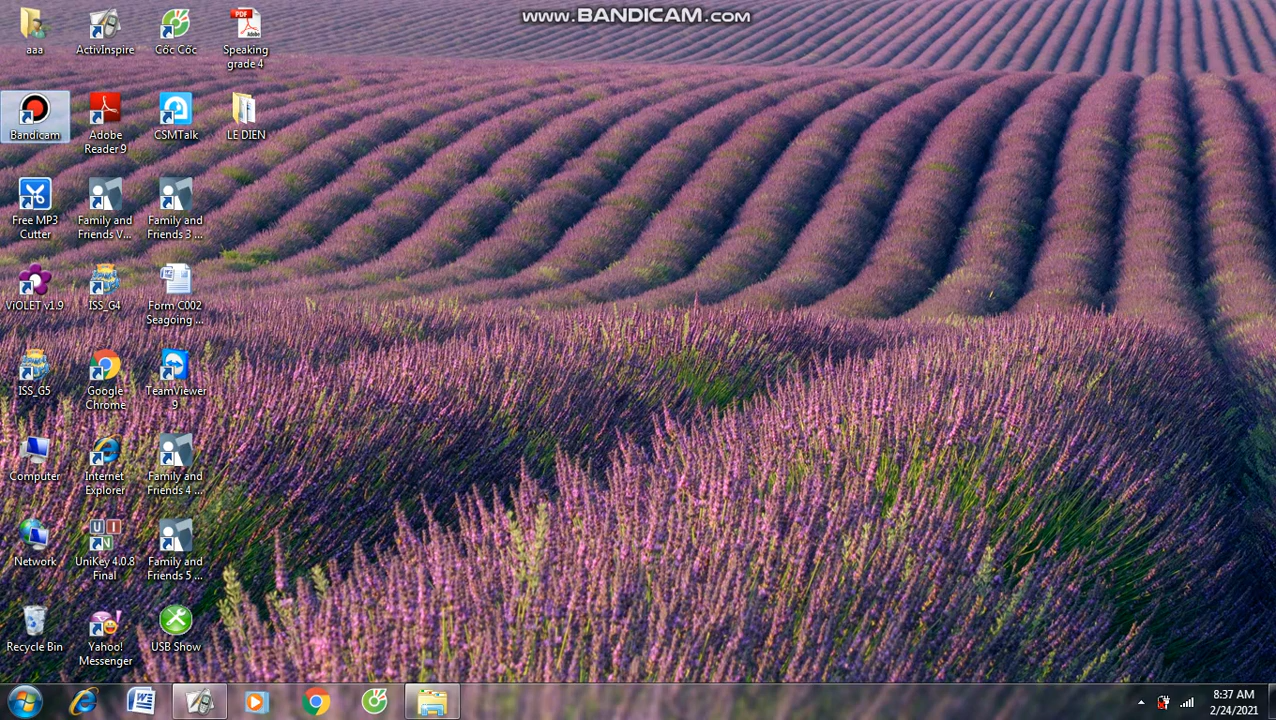 www.BANDICAM.com
aaa
ActivInspire
Cốc Cốc
Speaking
grade 4
Bandicam
Adobe
Reader 9
CSMTalk
LE DIEN
Free MP3
Cutter
Family and
Friends V...
Family and
Friends 3 ...
ViOLET v1.9
ISS_G4
Form C002
Seagoing ...
ISS_G5
Google
Chrome
TeamViewer
9
Computer
Internet
Explorer
Family and
Friends 4 ...
Network
UniKey 4.0.8
Final
Family and
Friends 5 ...
Recycle Bin
Yahoo!
Messenger
USB Show
8:37 AM
2/24/2021